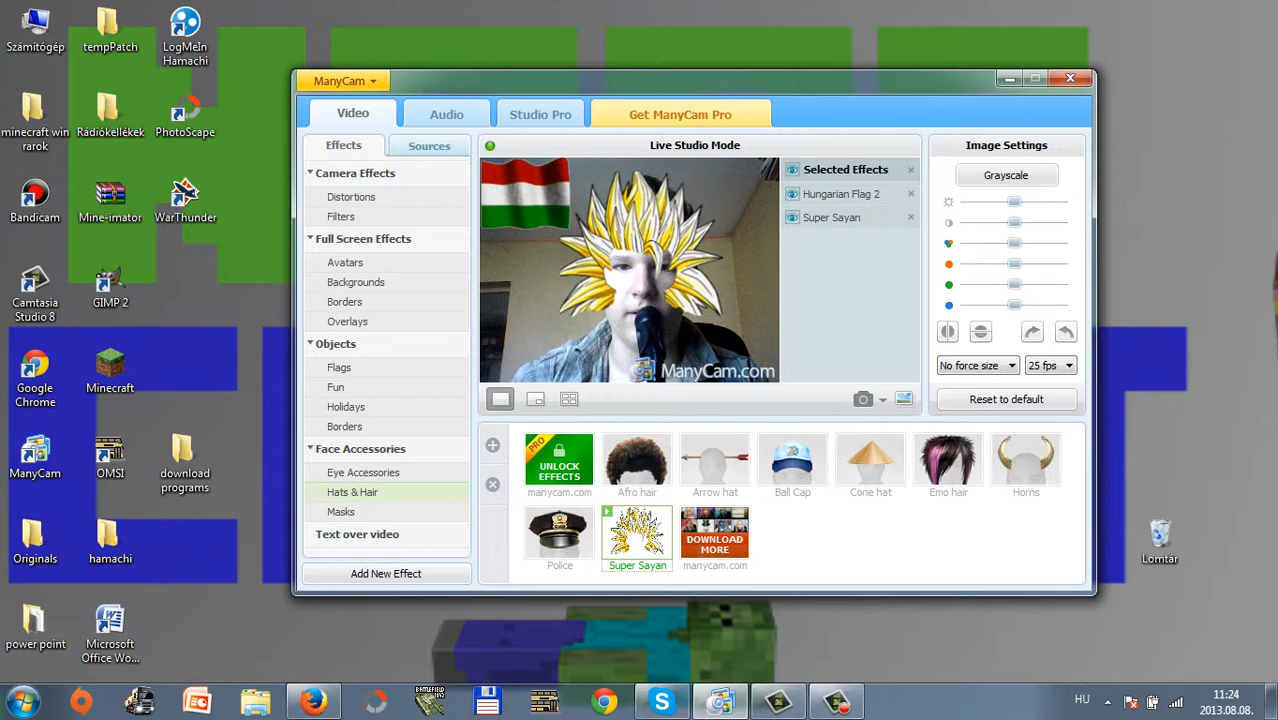 Számítógép
tempPatch
LogMeIn
Hamachi
minecraft win
rarok
Rádiókellékek
PhotoScape
Bandicam
Mine-imator
WarThunder
Camtasia
Studio 8
GIMP 2
Google
Chrome
Minecraft
ManyCam
OMSI
download
programs
Originals
hamachi
power point
Microsoft
Office Wo...
Lomtár
ManyCam
Video
Audio
Studio Pro
Get ManyCam Pro
Effects
Sources
Camera Effects
Distortions
Filters
Full Screen Effects
Avatars
Backgrounds
Borders
Overlays
Objects
Flags
Fun
Holidays
Borders
Face Accessories
Eye Accessories
Hats & Hair
Masks
Text over video
Add New Effect
Live Studio Mode
ManyCam.com
Selected Effects
Hungarian Flag 2
Super Sayan
Image Settings
Grayscale
No force size
25 fps
Reset to default
PRO
UNLOCK
EFFECTS
manycam.com
Afro hair
Arrow hat
Ball Cap
Cone hat
Emo hair
Horns
Police
Super Sayan
DOWNLOAD
MORE
manycam.com
HU
11:24
2013.08.08.